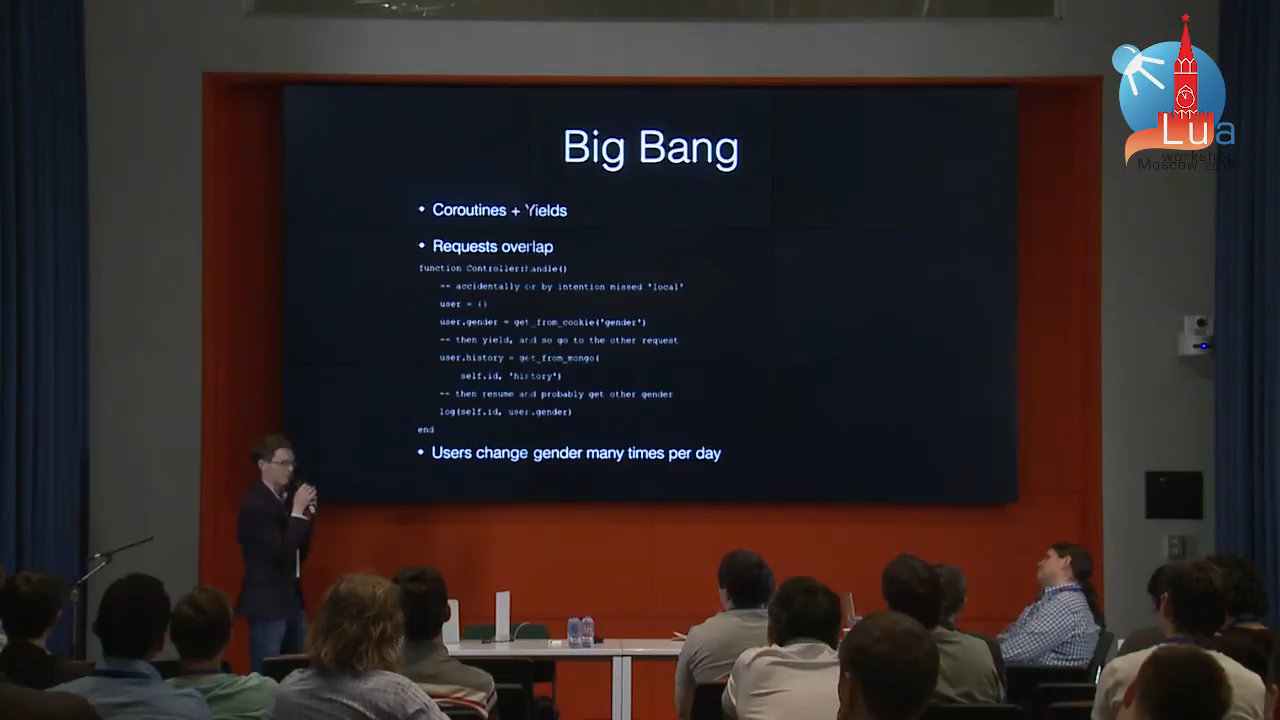 Big Bang
• Coroutines + Yields
• Requests overlap
function Controller:handle()
-- accidentally or by intention missed 'local'
user = {}
user.gender = get_from_cookie('gender')
-- then yield, and so go to the other request
user.history = get_from_mongo(
self.id, 'history')
-- then resume and probably get other gender
log(self.id, user.gender)
end
• Users change gender many times per day
Lua
workshop
Moscow